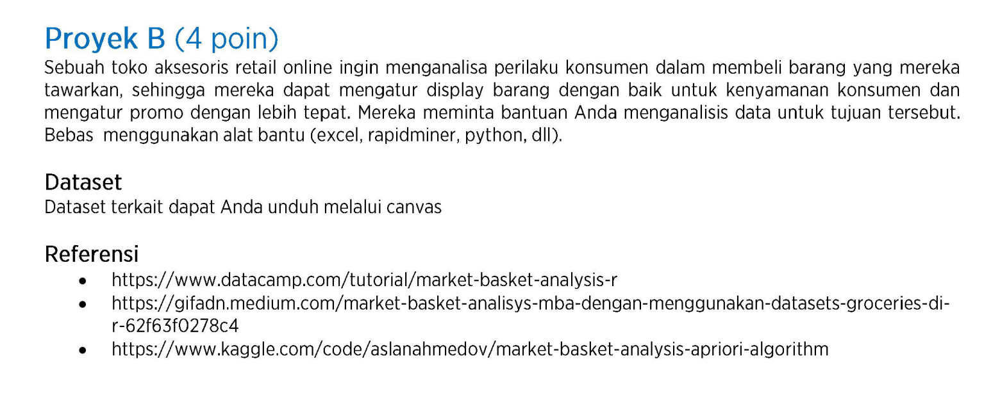 Proyek B (4 poin)
Sebuah toko aksesoris retail online ingin menganalisa perilaku konsumen dalam membeli barang yang mereka
tawarkan, sehingga mereka dapat mengatur display barang dengan baik untuk kenyamanan konsumen dan
mengatur promo dengan lebih tepat. Mereka meminta bantuan Anda menganalisis data untuk tujuan tersebut.
Bebas menggunakan alat bantu (excel, rapidminer, python, dll).
Dataset
Dataset terkait dapat Anda unduh melalui canvas
Referensi
• https://www.datacamp.com/tutorial/market-basket-analysis-r
• https://gifadn.medium.com/market-basket-analisys-mba-dengan-menggunakan-datasets-groceries-di-
r-62f63f0278c4
• https://www.kaggle.com/code/aslanahmedov/market-basket-analysis-apriori-algorithm